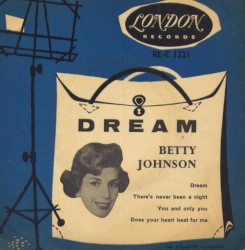 LONDON
RECORDS
RE-E 1221
DREAM
BETTY
JOHNSON
Dream
There's never been a night
You and only you
Does your heart beat for me